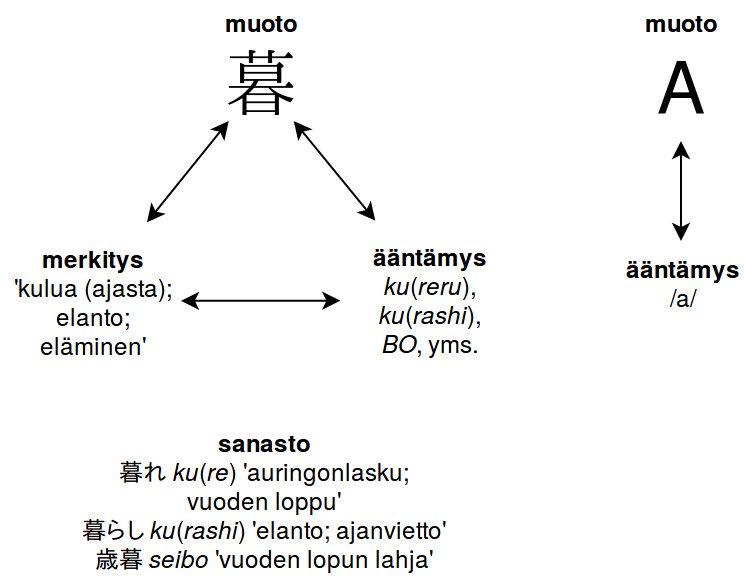 muoto
暮
merkitys
'kulua (ajasta);
elanto;
eläminen'
ääntämys
ku(reru),
ku(rashi),
BO, yms.
sanasto
暮れ ku(re) 'auringonlasku;
vuoden loppu'
暮らし ku(rashi) 'elanto; ajanvietto'
歳暮 seibo 'vuoden lopun lahja'
muoto
A
ääntämys
/a/